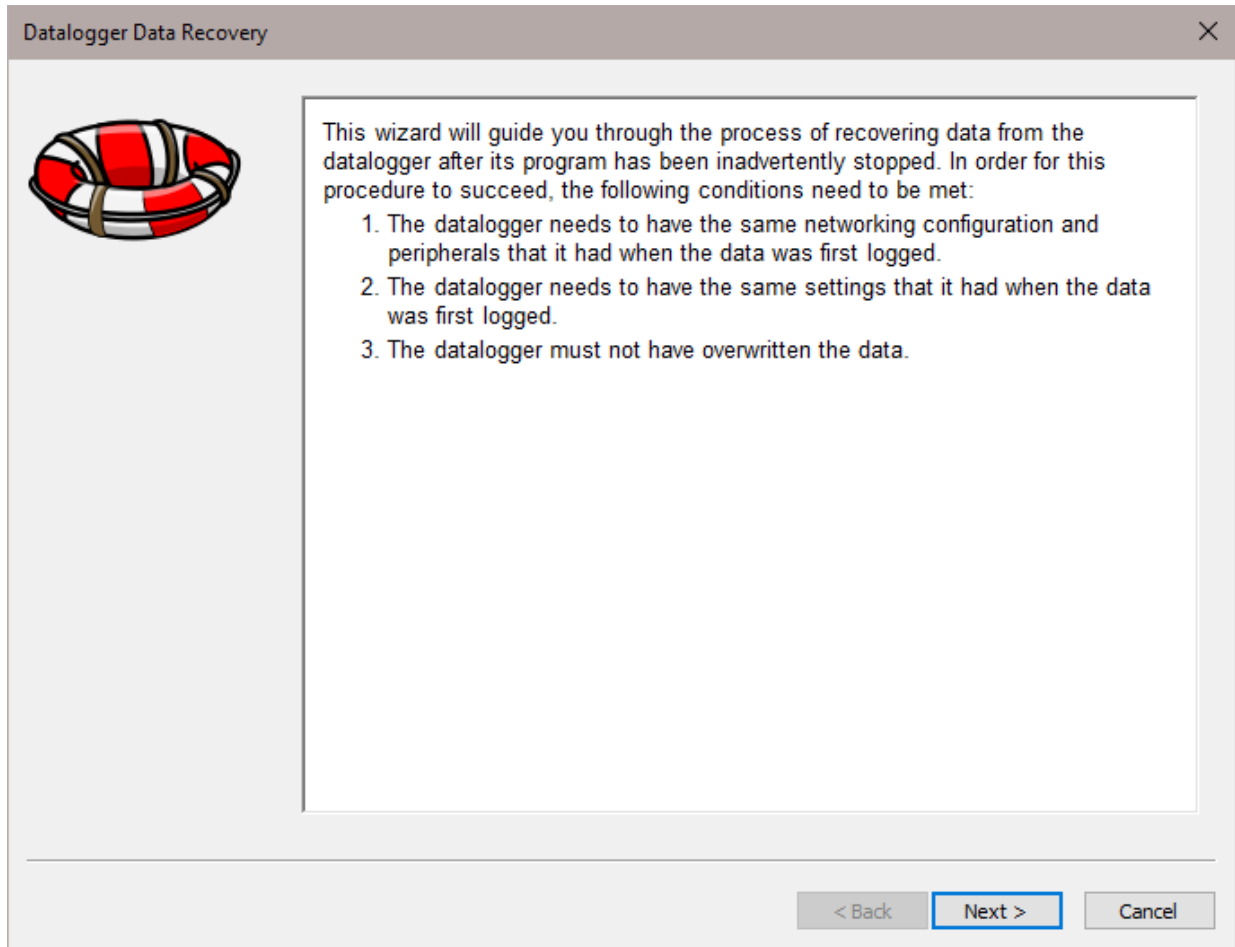 Datalogger Data Recovery
This wizard will guide you through the process of recovering data from the
datalogger after its program has been inadvertently stopped. In order for this
procedure to succeed, the following conditions need to be met:
1. The datalogger needs to have the same networking configuration and
peripherals that it had when the data was first logged.
2. The datalogger needs to have the same settings that it had when the data
was first logged.
3. The datalogger must not have overwritten the data.
< Back Next > Cancel